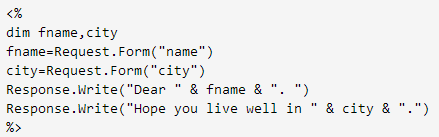 <%
dim fname,city
fname=Request.Form("name")
city=Request.Form("city")
Response.Write("Dear " & fname & ". ")
Response.Write("Hope you live well in " & city & ".")
%>